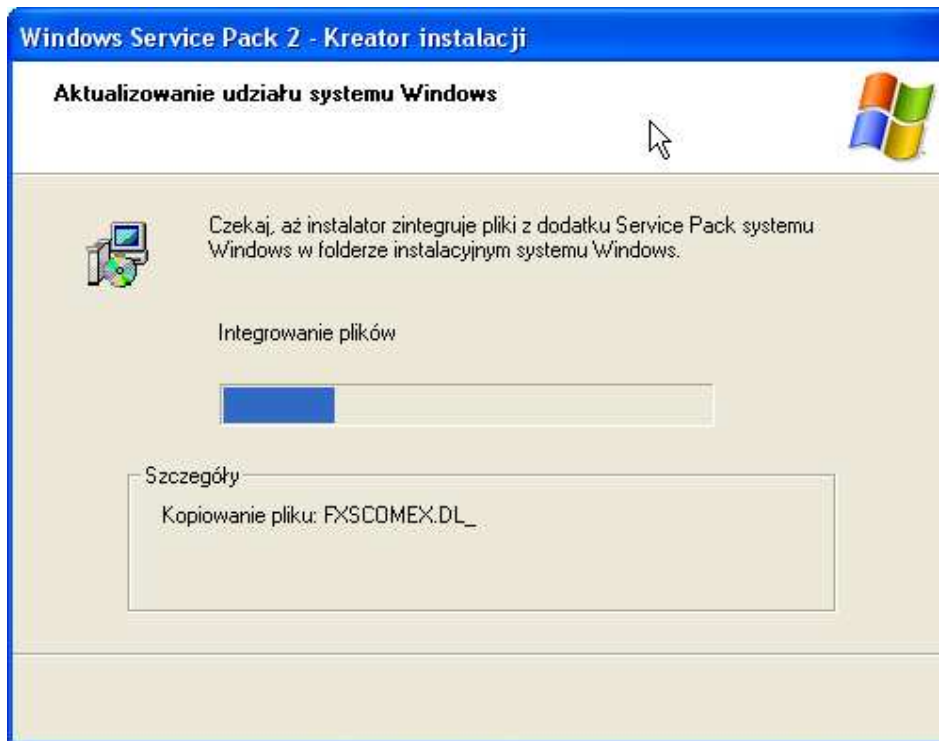 Windows Service Pack 2 - Kreator instalacji
Aktualizowanie udziału systemu Windows
Czekaj, aż instalator zintegruje pliki z dodatku Service Pack systemu
Windows w folderze instalacyjnym systemu Windows.
Integrowanie plików
Szczegóły
Kopiowanie pliku: FXSCOMEX.DL_